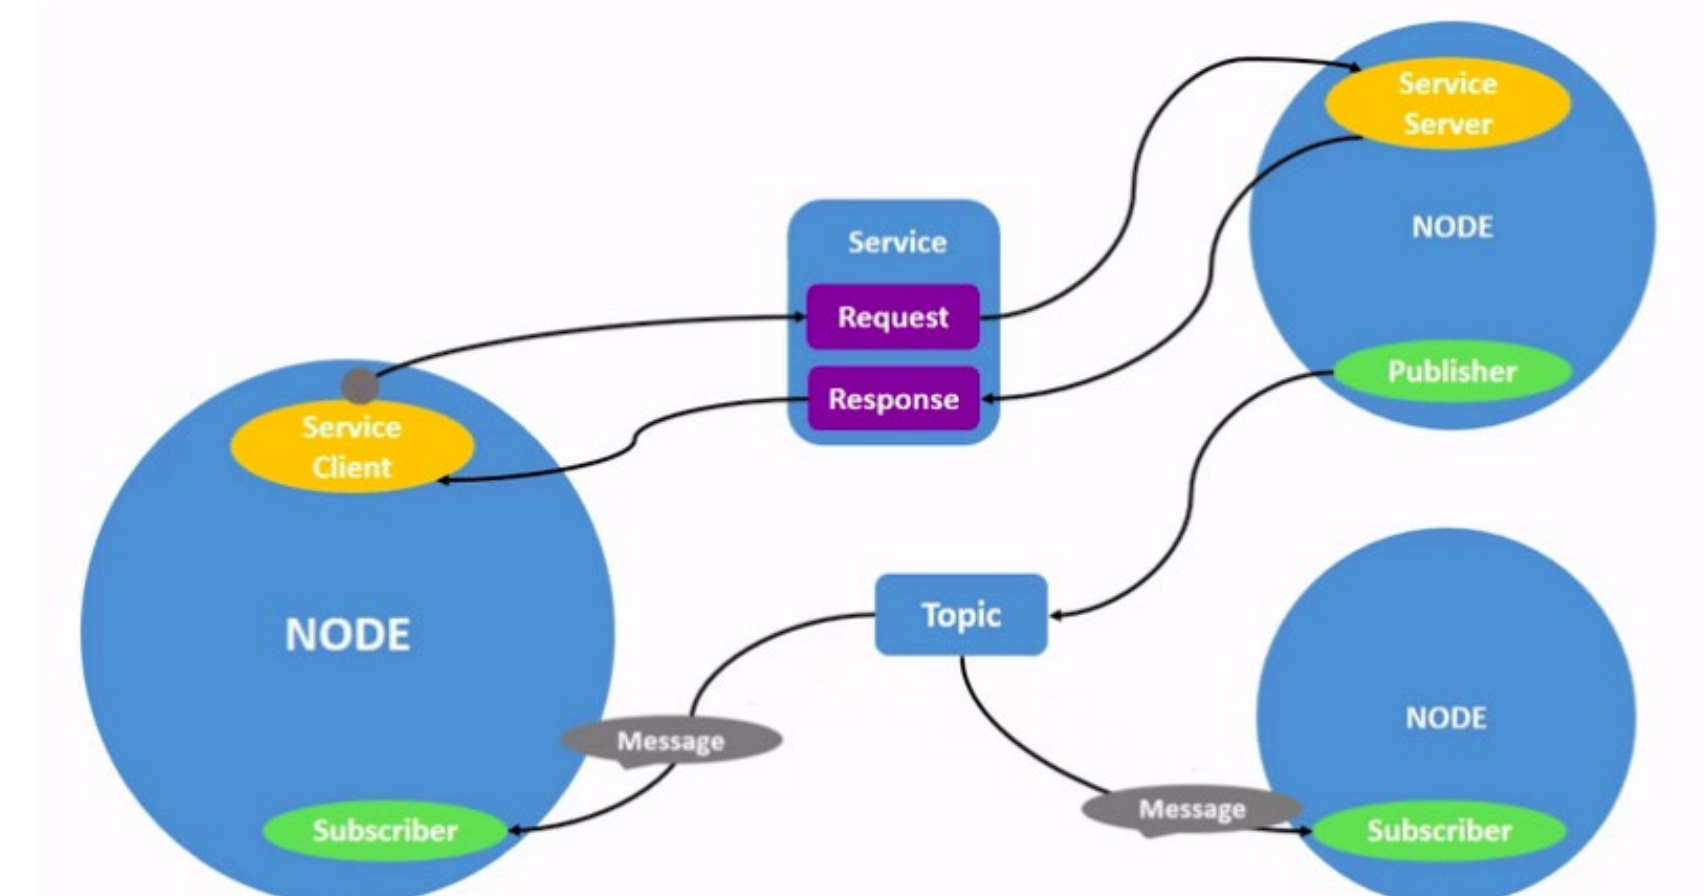 Service
Server
NODE
Service
Request
Response
Publisher
Service
Client
NODE
Topic
Message
Subscriber
NODE
Message
Subscriber